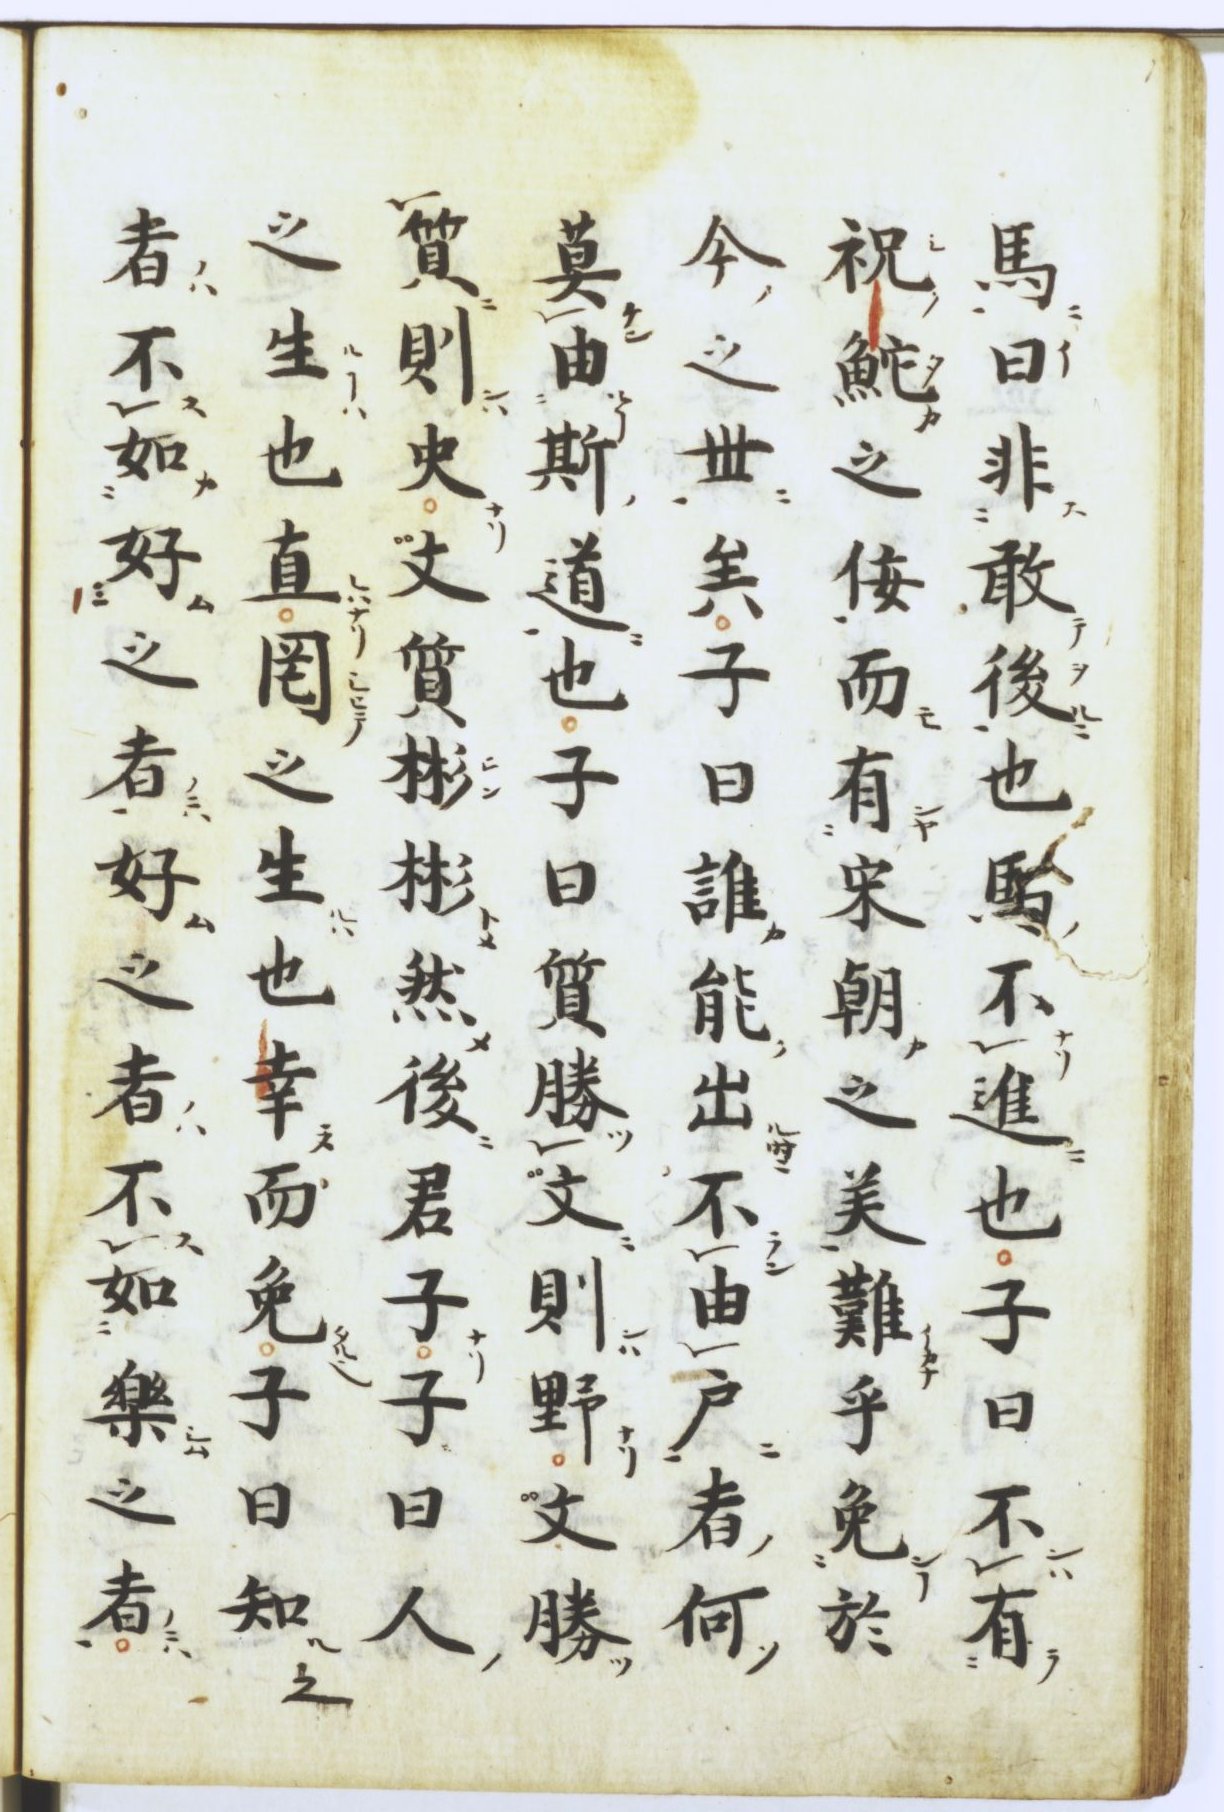 馬曰非敢後也馬不進也子曰不有
祝鮀之侫而有宋朝之美難乎免於
今之世矣子曰誰能出不由戶者何
莫由斯道也子曰質勝文則野文勝
質則史文質彬彬然後君子子曰人
之生也直罔之生也幸而免子曰知之
者不如好之者好之者不如樂之者